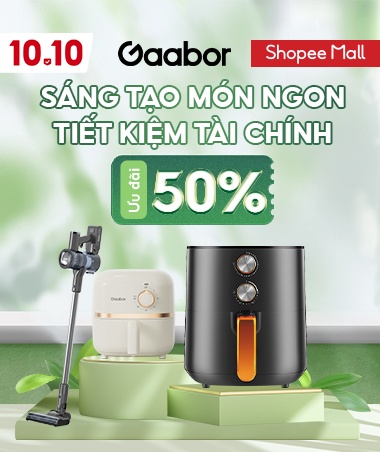 10.10
Gaabor
Shopee Mall
SÁNG TẠO MÓN NGON
TIẾT KIỆM TÀI CHÍNH
Ưu đãi
50%
Gaabor